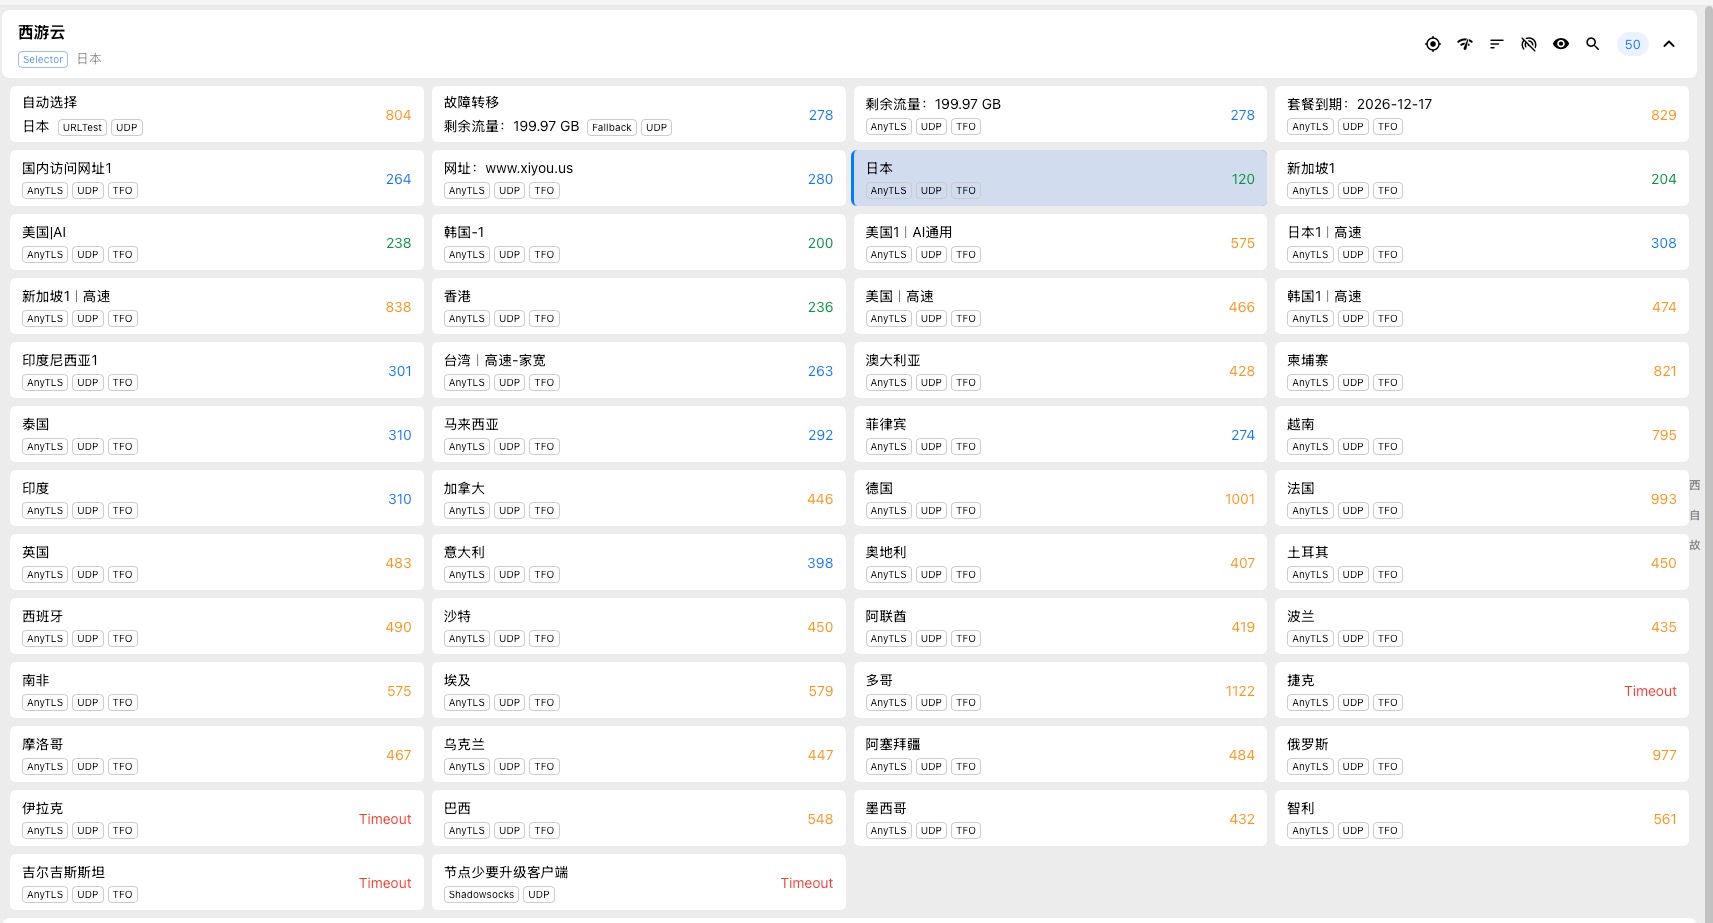 西游云
Selector 日本
50
自动选择
日本 URLTest UDP
804
故障转移
剩余流量：199.97 GB Fallback UDP
278
剩余流量：199.97 GB
AnyTLS UDP TFO
278
套餐到期：2026-12-17
AnyTLS UDP TFO
829
国内访问网址1
AnyTLS UDP TFO
264
网址：www.xiyou.us
AnyTLS UDP TFO
280
日本
AnyTLS UDP TFO
120
新加坡1
AnyTLS UDP TFO
204
美国|AI
AnyTLS UDP TFO
238
韩国-1
AnyTLS UDP TFO
200
美国1 | AI通用
AnyTLS UDP TFO
575
日本1 | 高速
AnyTLS UDP TFO
308
新加坡1 | 高速
AnyTLS UDP TFO
838
香港
AnyTLS UDP TFO
236
美国 | 高速
AnyTLS UDP TFO
466
韩国1 | 高速
AnyTLS UDP TFO
474
印度尼西亚1
AnyTLS UDP TFO
301
台湾 | 高速-家宽
AnyTLS UDP TFO
263
澳大利亚
AnyTLS UDP TFO
428
柬埔寨
AnyTLS UDP TFO
821
泰国
AnyTLS UDP TFO
310
马来西亚
AnyTLS UDP TFO
292
菲律宾
AnyTLS UDP TFO
274
越南
AnyTLS UDP TFO
795
印度
AnyTLS UDP TFO
310
加拿大
AnyTLS UDP TFO
446
德国
AnyTLS UDP TFO
1001
法国
AnyTLS UDP TFO
993
英国
AnyTLS UDP TFO
483
意大利
AnyTLS UDP TFO
398
奥地利
AnyTLS UDP TFO
407
土耳其
AnyTLS UDP TFO
450
西班牙
AnyTLS UDP TFO
490
沙特
AnyTLS UDP TFO
450
阿联酋
AnyTLS UDP TFO
419
波兰
AnyTLS UDP TFO
435
南非
AnyTLS UDP TFO
575
埃及
AnyTLS UDP TFO
579
多哥
AnyTLS UDP TFO
1122
捷克
AnyTLS UDP TFO
Timeout
摩洛哥
AnyTLS UDP TFO
467
乌克兰
AnyTLS UDP TFO
447
阿塞拜疆
AnyTLS UDP TFO
484
俄罗斯
AnyTLS UDP TFO
977
伊拉克
AnyTLS UDP TFO
Timeout
巴西
AnyTLS UDP TFO
548
墨西哥
AnyTLS UDP TFO
432
智利
AnyTLS UDP TFO
561
吉尔吉斯斯坦
AnyTLS UDP TFO
Timeout
节点少要升级客户端
Shadowsocks UDP
Timeout
西
自
故